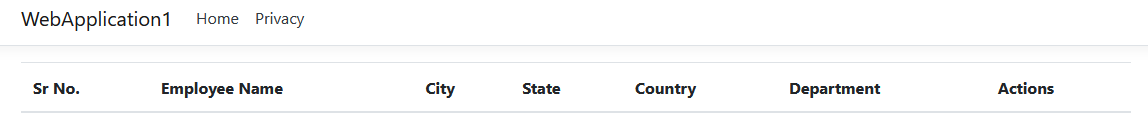 WebApplication1 Home Privacy
Sr No. Employee Name City State Country Department Actions